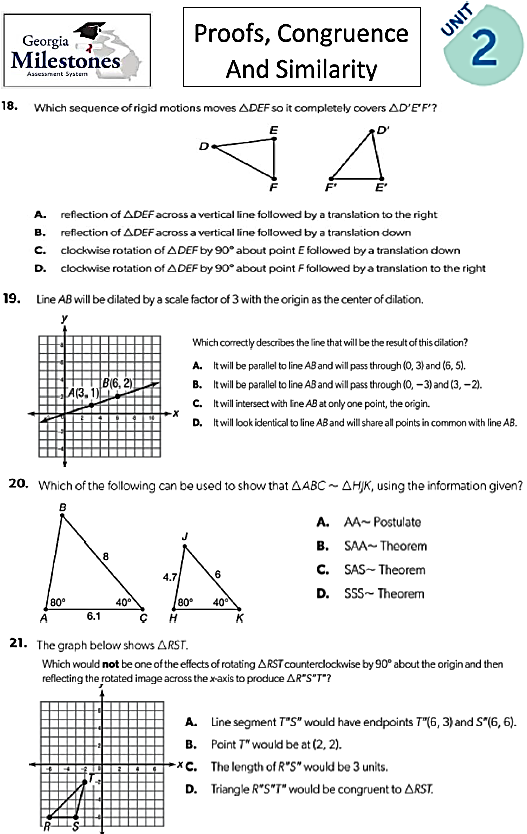 Georgia
Milestones
Assessment System
Proofs, Congruence
And Similarity
UNIT
2
18. Which sequence of rigid motions moves △DEF so it completely covers △D′E′F′?
E
D
F
D′
F′
E′
A. reflection of △DEF across a vertical line followed by a translation to the right
B. reflection of △DEF across a vertical line followed by a translation down
C. clockwise rotation of △DEF by 90° about point E followed by a translation down
D. clockwise rotation of △DEF by 90° about point F followed by a translation to the right
19. Line AB will be dilated by a scale factor of 3 with the origin as the center of dilation.
y
B(6, 2)
A(3, 1)
x
Which correctly describes the line that will be the result of this dilation?
A. It will be parallel to line AB and will pass through (0, 3) and (6, 5).
B. It will be parallel to line AB and will pass through (0, −3) and (3, −2).
C. It will intersect with line AB at only one point, the origin.
D. It will look identical to line AB and will share all points in common with line AB.
20. Which of the following can be used to show that △ABC ~ △HJK, using the information given?
B
8
80°
40°
A
6.1
C
J
4.7
6
80°
40°
H
K
A. AA~ Postulate
B. SAA~ Theorem
C. SAS~ Theorem
D. SSS~ Theorem
21. The graph below shows △RST.
Which would not be one of the effects of rotating △RST counterclockwise by 90° about the origin and then
reflecting the rotated image across the x-axis to produce △R″S″T″?
y
x
T
R
S
A. Line segment T″S″ would have endpoints T″(6, 3) and S″(6, 6).
B. Point T″ would be at (2, 2).
C. The length of R″S″ would be 3 units.
D. Triangle R″S″T″ would be congruent to △RST.